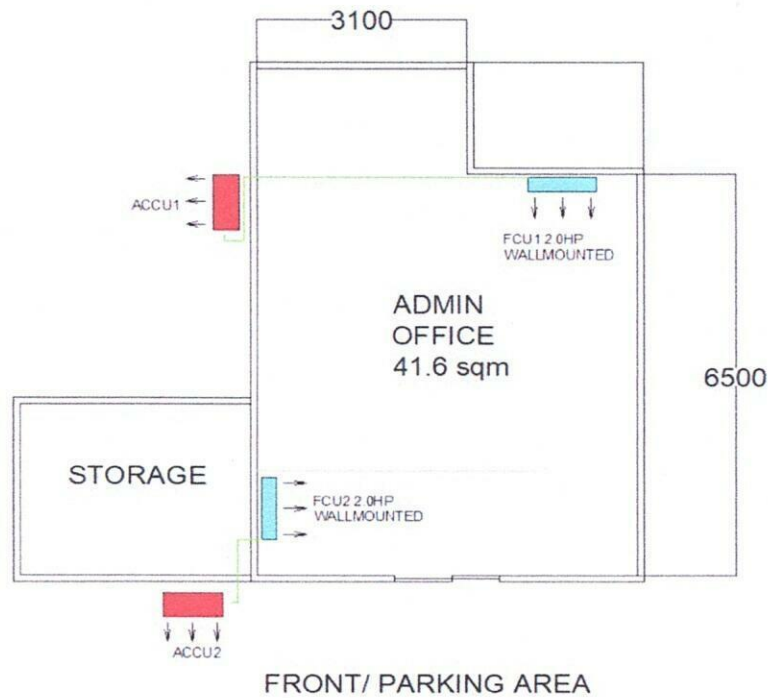 3100
ACCU1
FCU1 2.0HP
WALLMOUNTED
ADMIN
OFFICE
41.6 sqm
6500
STORAGE
FCU2 2.0HP
WALLMOUNTED
ACCU2
FRONT/ PARKING AREA